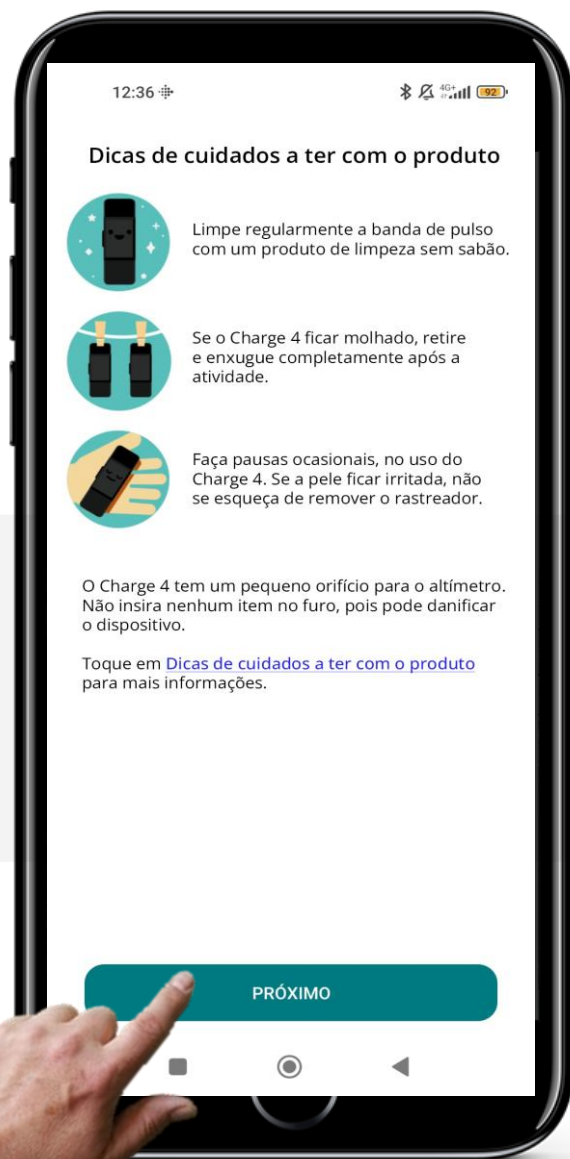 12:36
4G+
92
Dicas de cuidados a ter com o produto
Limpe regularmente a banda de pulso
com um produto de limpeza sem sabão.
Se o Charge 4 ficar molhado, retire
e enxugue completamente após a
atividade.
Faça pausas ocasionais, no uso do
Charge 4. Se a pele ficar irritada, não
se esqueça de remover o rastreador.
O Charge 4 tem um pequeno orifício para o altímetro.
Não insira nenhum item no furo, pois pode danificar
o dispositivo.
Toque em Dicas de cuidados a ter com o produto
para mais informações.
PRÓXIMO